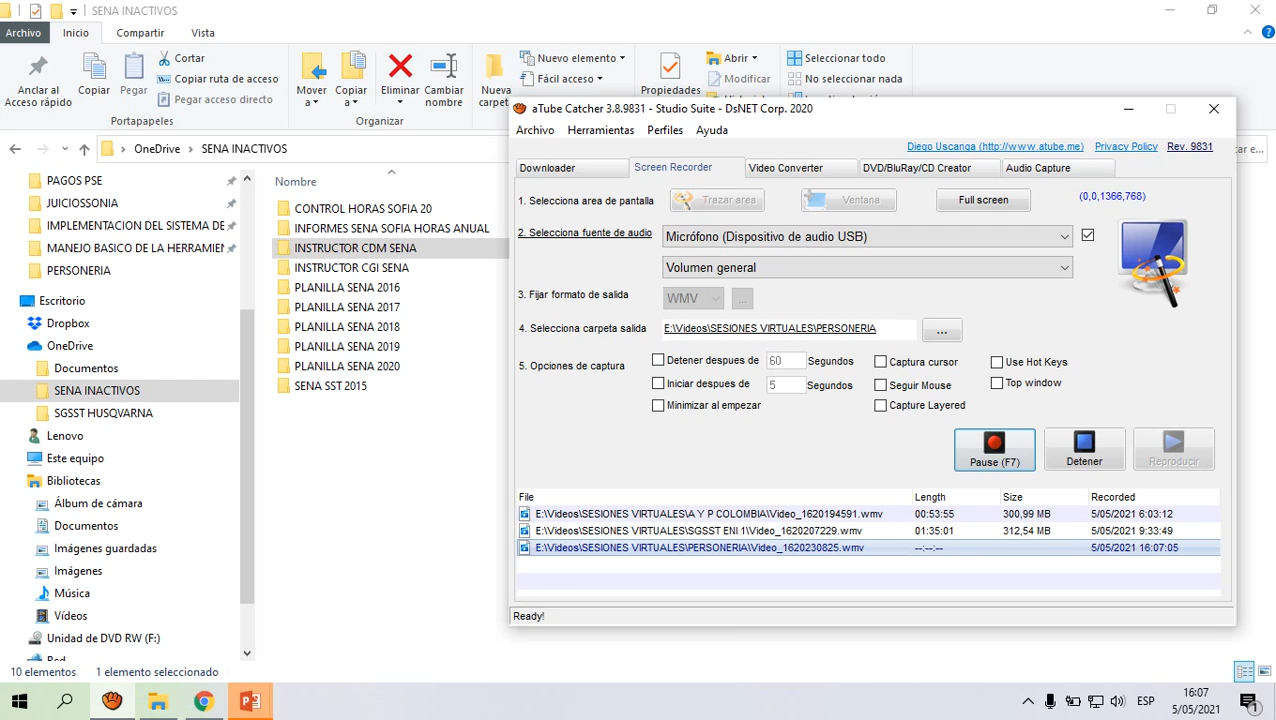 SENA INACTIVOS
Archivo Inicio Compartir Vista
Anclar al Acceso rápido
Copiar
Pegar
Cortar
Copiar ruta de acceso
Pegar acceso directo
Portapapeles
Mover a
Copiar a
Eliminar
Cambiar nombre
Organizar
Nueva carpet
Nuevo elemento
Fácil acceso
Propiedades
Abrir
Modificar
Seleccionar todo
No seleccionar nada
OneDrive SENA INACTIVOS
PAGOS PSE
JUICIOSSONIA
IMPLEMENTACION DEL SISTEMA DE
MANEJO BASICO DE LA HERRAMIEN
PERSONERIA
Escritorio
Dropbox
OneDrive
Documentos
SENA INACTIVOS
SGSST HUSQVARNA
Lenovo
Este equipo
Bibliotecas
Álbum de cámara
Documentos
Imágenes guardadas
Imágenes
Música
Vídeos
Unidad de DVD RW (F:)
Nombre
CONTROL HORAS SOFIA 20
INFORMES SENA SOFIA HORAS ANUAL
INSTRUCTOR CDM SENA
INSTRUCTOR CGI SENA
PLANILLA SENA 2016
PLANILLA SENA 2017
PLANILLA SENA 2018
PLANILLA SENA 2019
PLANILLA SENA 2020
SENA SST 2015
10 elementos 1 elemento seleccionado
aTube Catcher 3.8.9831 - Studio Suite - DsNET Corp. 2020
Archivo Herramientas Perfiles Ayuda
Diego Uscanga (http://www.atube.me) Privacy Policy Rev. 9831
Downloader Screen Recorder Video Converter DVD/BluRay/CD Creator Audio Capture
1. Selecciona area de pantalla Trazar area Ventana Full screen (0,0,1366,768)
2. Selecciona fuente de audio Micrófono (Dispositivo de audio USB)
Volumen general
3. Fijar formato de salida WMV ...
4. Selecciona carpeta salida E:\Videos\SESIONES VIRTUALES\PERSONERIA ...
5. Opciones de captura
Detener despues de 60 Segundos Captura cursor Use Hot Keys
Iniciar despues de 5 Segundos Seguir Mouse Top window
Minimizar al empezar Capture Layered
Pause (F7) Detener Reproducir
File Length Size Recorded
E:\Videos\SESIONES VIRTUALES\A Y P COLOMBIA\Video_1620194591.wmv 00:53:55 300,99 MB 5/05/2021 6:03:12
E:\Videos\SESIONES VIRTUALES\SGSST ENI 1\Video_1620207229.wmv 01:35:01 312,54 MB 5/05/2021 9:33:49
E:\Videos\SESIONES VIRTUALES\PERSONERIA\Video_1620230825.wmv --:--:-- 5/05/2021 16:07:05
Ready!
ESP
16:07
5/05/2021
1